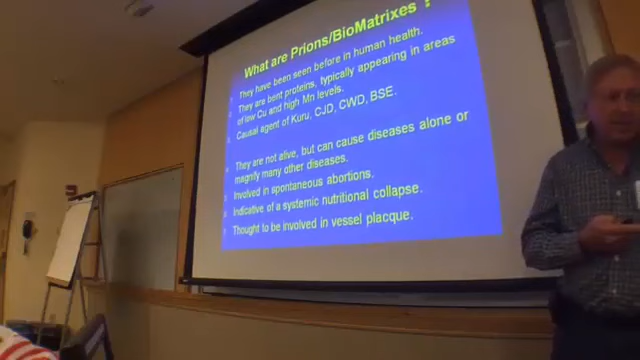 What are Prions/BioMatrixes ?
They have been seen before in human health.
They are bent proteins, typically appearing in areas
of low Cu and high Mn levels.
Causal agent of Kuru, CJD, CWD, BSE.
They are not alive, but can cause diseases alone or
magnify many other diseases.
Involved in spontaneous abortions.
Indicative of a systemic nutritional collapse.
Thought to be involved in vessel placque.